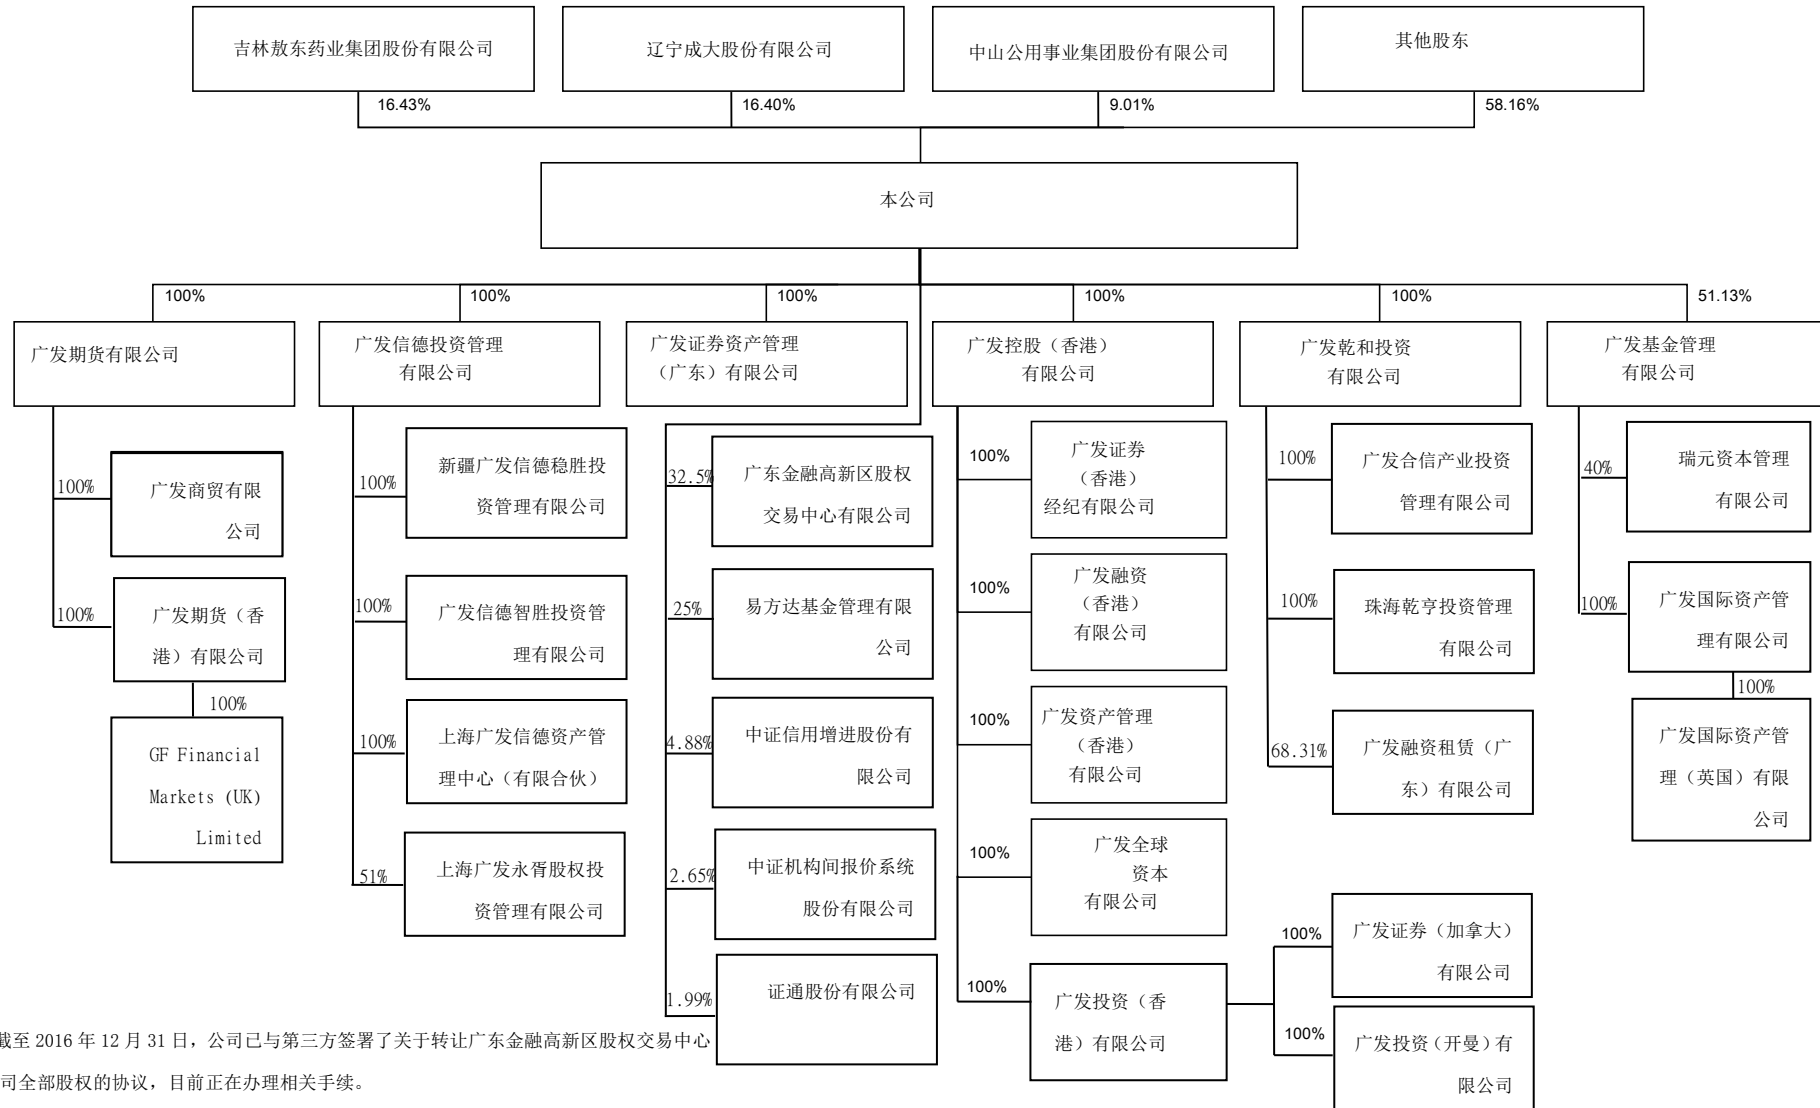 吉林敖东药业集团股份有限公司
辽宁成大股份有限公司
中山公用事业集团股份有限公司
其他股东
16.43%
16.40%
9.01%
58.16%
本公司
100%
100%
100%
100%
100%
51.13%
广发期货有限公司
广发信德投资管理
有限公司
广发证券资产管理
（广东）有限公司
广发控股（香港）
有限公司
广发乾和投资
有限公司
广发基金管理
有限公司
100%
广发商贸有限
公司
100%
广发期货（香
港）有限公司
100%
GF Financial
Markets (UK)
Limited
100%
新疆广发信德稳胜投
资管理有限公司
100%
广发信德智胜投资管
理有限公司
100%
上海广发信德资产管
理中心（有限合伙）
51%
上海广发永胥股权投
资管理有限公司
32.5%
广东金融高新区股权
交易中心有限公司
25%
易方达基金管理有限
公司
4.88%
中证信用增进股份有
限公司
2.65%
中证机构间报价系统
股份有限公司
1.99%
证通股份有限公司
100%
广发证券
（香港）
经纪有限公司
100%
广发融资
（香港）
有限公司
100%
广发资产管理
（香港）
有限公司
100%
广发全球
资本
有限公司
100%
广发投资（香
港）有限公司
100%
广发证券（加拿大）
有限公司
100%
广发投资(开曼)有
限公司
100%
广发合信产业投资
管理有限公司
100%
珠海乾亨投资管理
有限公司
68.31%
广发融资租赁（广
东）有限公司
40%
瑞元资本管理
有限公司
100%
广发国际资产管
理有限公司
100%
广发国际资产管
理（英国）有限
公司
截至 2016 年 12 月 31 日，公司已与第三方签署了关于转让广东金融高新区股权交易中心
司全部股权的协议，目前正在办理相关手续。